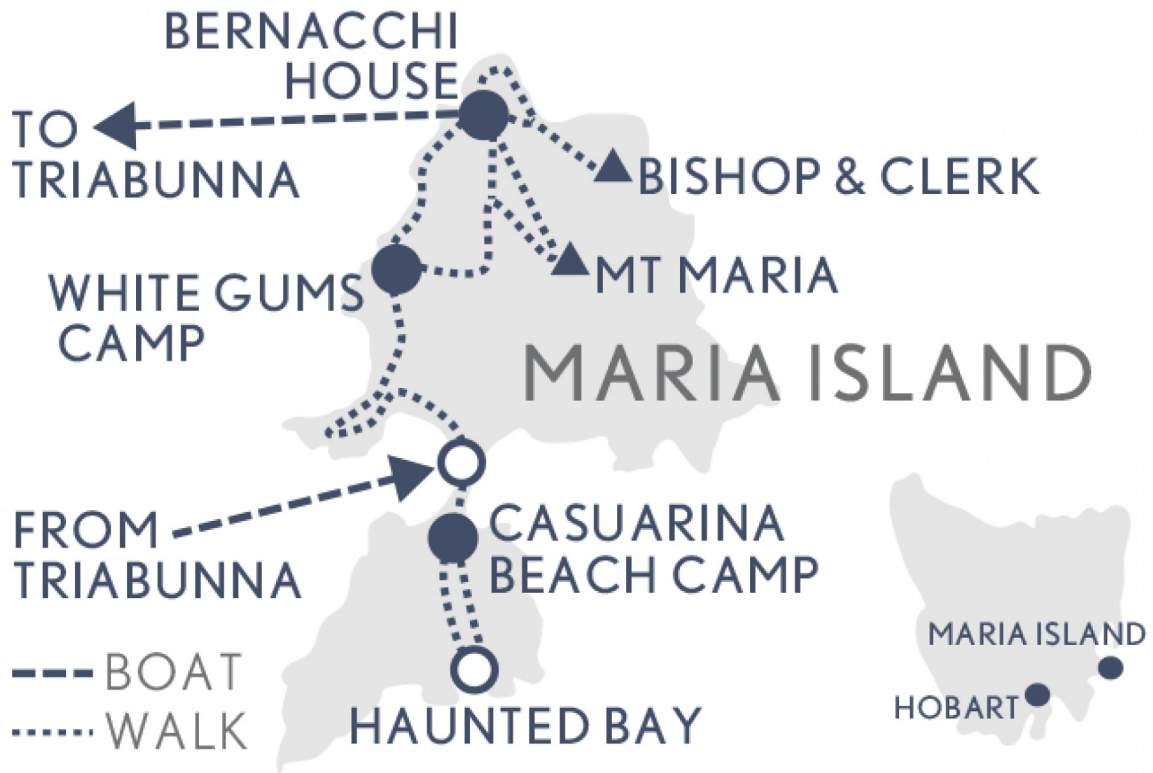 BERNACCHI
HOUSE
TO
TRIABUNNA
BISHOP & CLERK
MT MARIA
WHITE GUMS
CAMP
MARIA ISLAND
FROM
TRIABUNNA
CASUARINA
BEACH CAMP
MARIA ISLAND
HOBART
BOAT
WALK
HAUNTED BAY